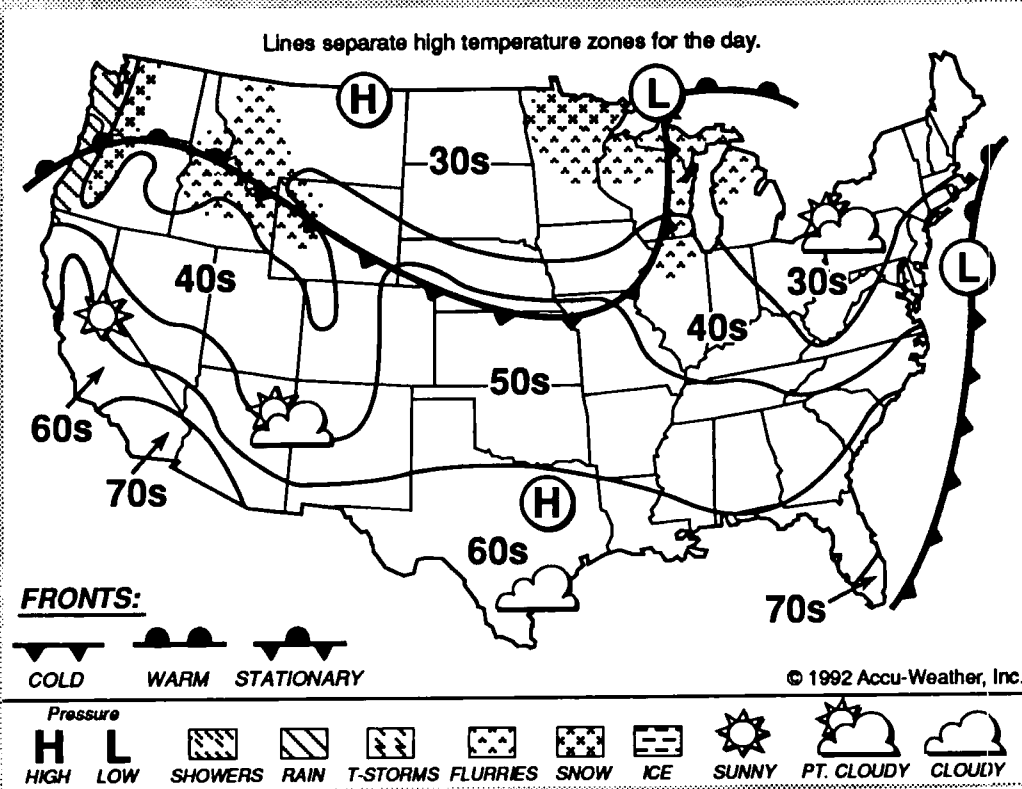 Lines separate high temperature zones for the day.
H
L
30s
40s
30s
L
40s
50s
60s
70s
H
60s
70s
FRONTS:
COLD WARM STATIONARY
© 1992 Accu-Weather, Inc.
Pressure
H L
HIGH LOW SHOWERS RAIN T-STORMS FLURRIES SNOW ICE SUNNY PT. CLOUDY CLOUDY